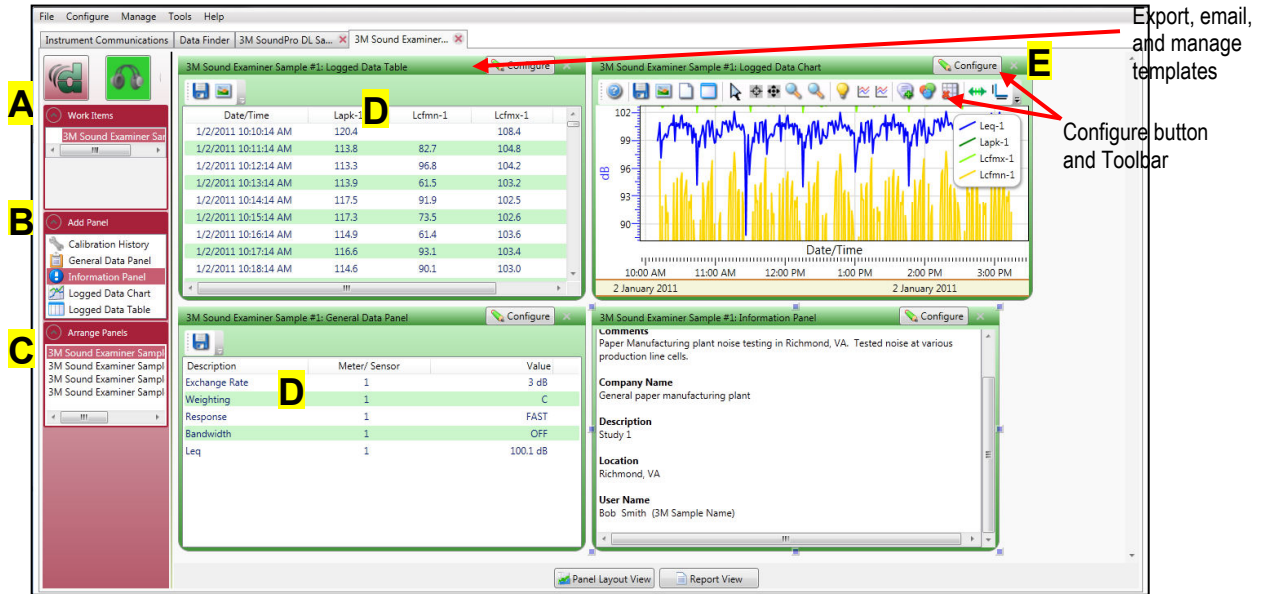 File Configure Manage Tools Help
Instrument Communications Data Finder 3M SoundPro DL Sa... 3M Sound Examiner...
Export, email,
and manage
templates
A
Work Items
3M Sound Examiner Sar
B
Add Panel
Calibration History
General Data Panel
Information Panel
Logged Data Chart
Logged Data Table
C
Arrange Panels
3M Sound Examiner Sampl
3M Sound Examiner Sampl
3M Sound Examiner Sampl
3M Sound Examiner Sampl
3M Sound Examiner Sample #1: Logged Data Table Configure
D
Date/Time Lapk-1 Lcfmn-1 Lcfmx-1
1/2/2011 10:10:14 AM 120.4 108.4
1/2/2011 10:11:14 AM 113.8 82.7 104.8
1/2/2011 10:12:14 AM 113.3 96.8 104.2
1/2/2011 10:13:14 AM 113.9 61.5 103.2
1/2/2011 10:14:14 AM 117.5 91.9 102.5
1/2/2011 10:15:14 AM 117.3 73.5 102.6
1/2/2011 10:16:14 AM 114.9 61.4 103.6
1/2/2011 10:17:14 AM 116.6 93.1 103.4
1/2/2011 10:18:14 AM 114.6 90.1 103.0
3M Sound Examiner Sample #1: Logged Data Chart Configure
E
Configure button
and Toolbar
102
99
96
93
90
dB
Leq-1
Lapk-1
Lcfmx-1
Lcfmn-1
Date/Time
10:00 AM 11:00 AM 12:00 PM 1:00 PM 2:00 PM 3:00 PM
2 January 2011 2 January 2011
3M Sound Examiner Sample #1: General Data Panel Configure
Description Meter/ Sensor Value
Exchange Rate 1 3 dB
D
Weighting 1 C
Response 1 FAST
Bandwidth 1 OFF
Leq 1 100.1 dB
3M Sound Examiner Sample #1: Information Panel Configure
Comments
Paper Manufacturing plant noise testing in Richmond, VA. Tested noise at various
production line cells.
Company Name
General paper manufacturing plant
Description
Study 1
Location
Richmond, VA
User Name
Bob Smith (3M Sample Name)
Panel Layout View Report View